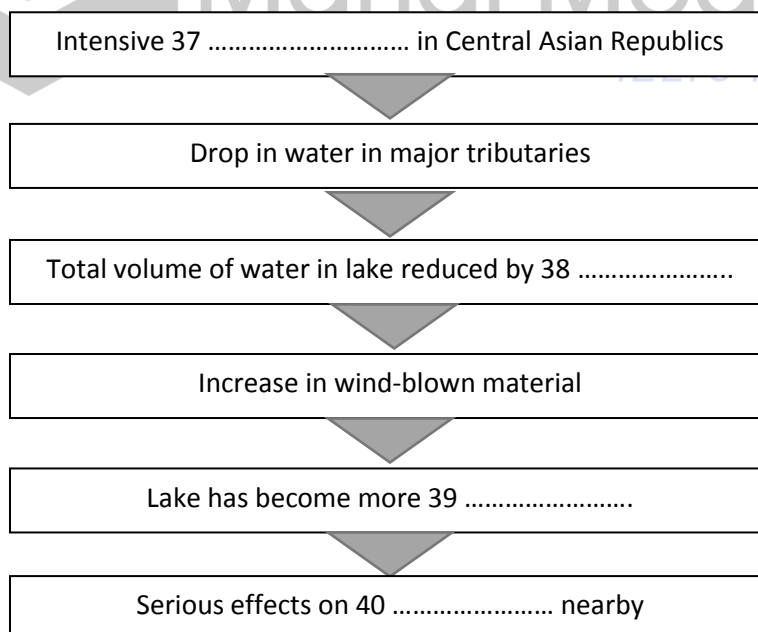 Intensive 37 ………………………… in Central Asian Republics
Drop in water in major tributaries
Total volume of water in lake reduced by 38 …………………..
Increase in wind-blown material
Lake has become more 39 …………………….
Serious effects on 40 ………………….. nearby